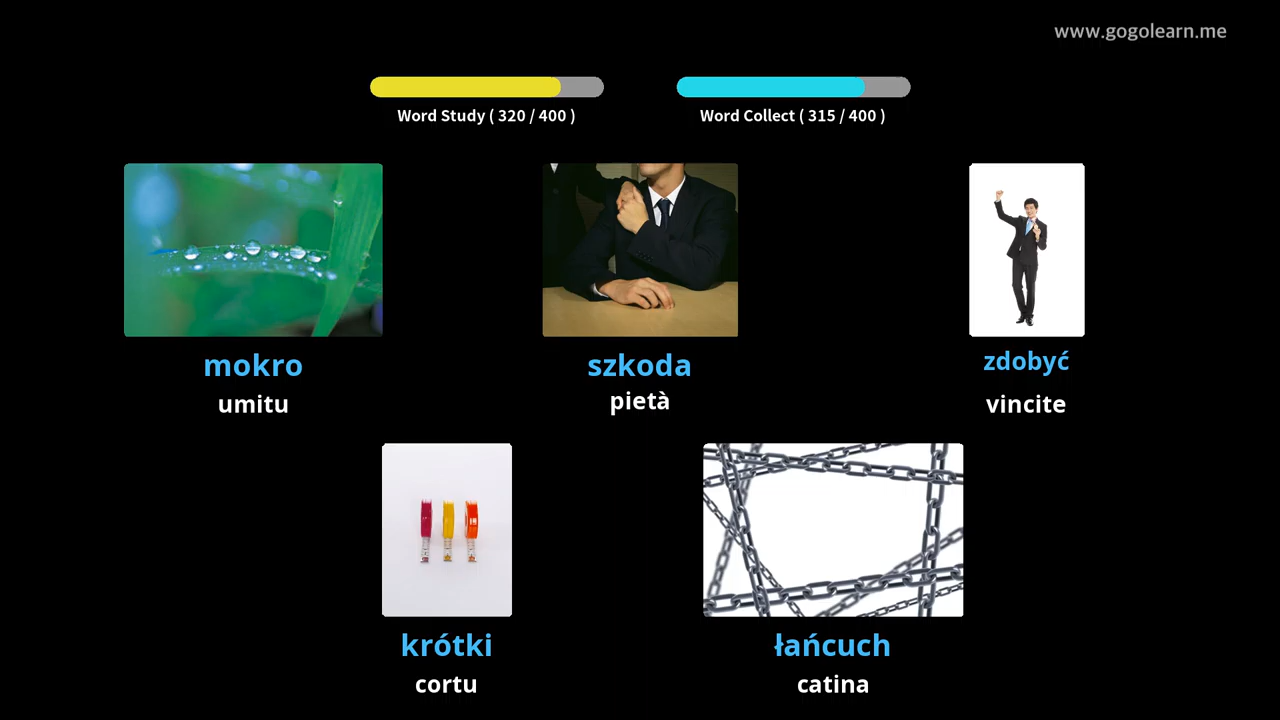 www.gogolearn.me
Word Study ( 320 / 400 )
Word Collect ( 315 / 400 )
mokro
umitu
szkoda
pietà
zdobyć
vincite
krótki
cortu
łańcuch
catina